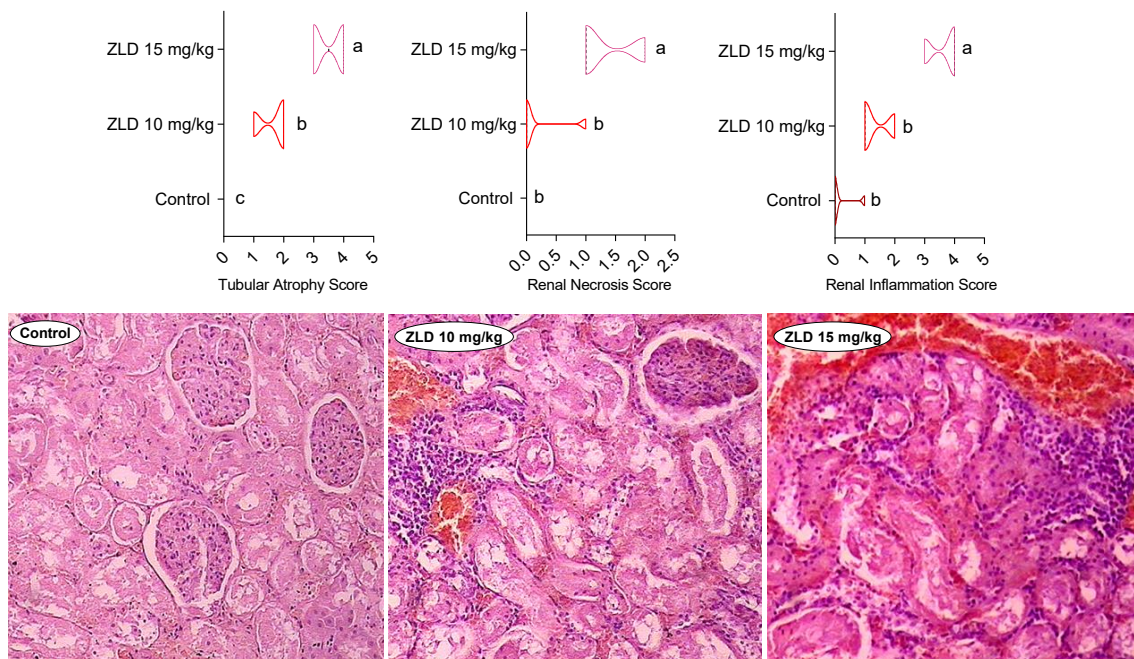 ZLD 15 mg/kg
a
ZLD 10 mg/kg
b
Control
c
0 1 2 3 4 5
Tubular Atrophy Score
ZLD 15 mg/kg
a
ZLD 10 mg/kg
b
Control
b
0.0 0.5 1.0 1.5 2.0 2.5
Renal Necrosis Score
ZLD 15 mg/kg
a
ZLD 10 mg/kg
b
Control
b
0 1 2 3 4 5
Renal Inflammation Score
Control
ZLD 10 mg/kg
ZLD 15 mg/kg